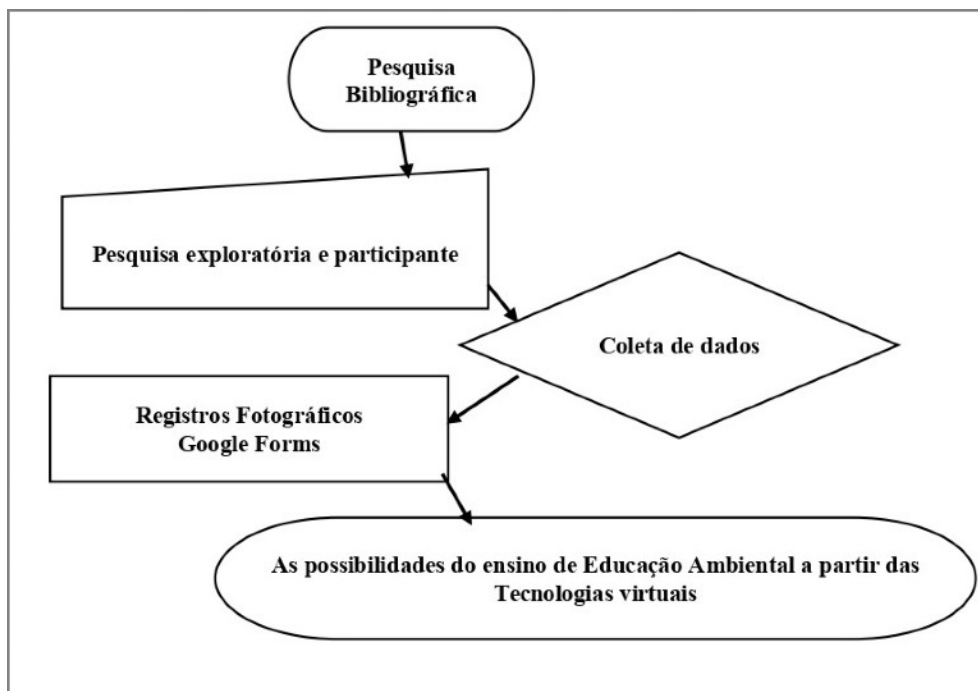 Pesquisa
Bibliográfica
Pesquisa exploratória e participante
Coleta de dados
Registros Fotográficos
Google Forms
As possibilidades do ensino de Educação Ambiental a partir das
Tecnologias virtuais